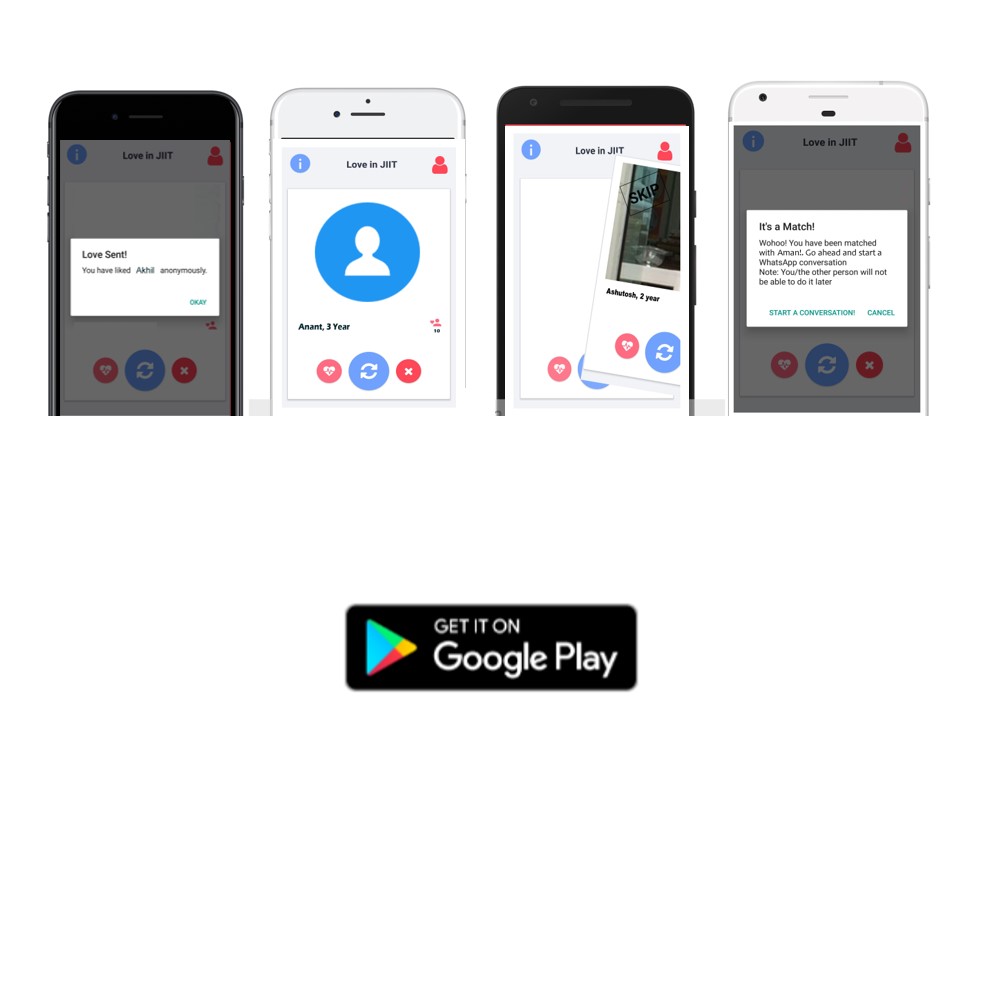 Love in JIIT
Love Sent!
You have liked Akhil anonymously.
OKAY
Love in JIIT
Anant, 3 Year
10
Love in JIIT
SKIP
Ashutosh, 2 year
Love in JIIT
It's a Match!
Wohoo! You have been matched
with Aman!. Go ahead and start a
WhatsApp conversation
Note: You/the other person will not
be able to do it later
START A CONVERSATION! CANCEL
GET IT ON
Google Play